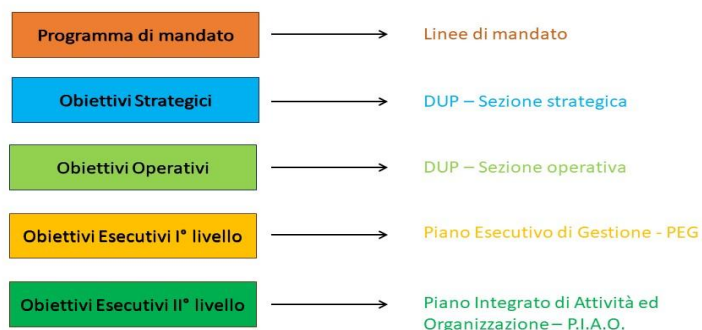 Programma di mandato
Linee di mandato
Obiettivi Strategici
DUP – Sezione strategica
Obiettivi Operativi
DUP – Sezione operativa
Obiettivi Esecutivi I° livello
Piano Esecutivo di Gestione - PEG
Obiettivi Esecutivi II° livello
Piano Integrato di Attività ed
Organizzazione – P.I.A.O.